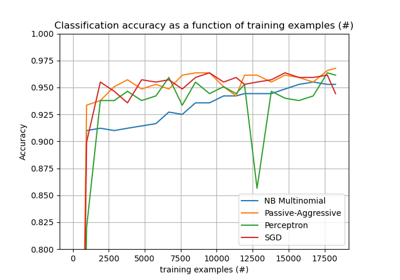 Classification accuracy as a function of training examples (#)
1.000
0.975
0.950
0.925
0.900
0.875
0.850
0.825
0.800
Accuracy
NB Multinomial
Passive-Aggressive
Perceptron
SGD
0 2500 5000 7500 10000 12500 15000 17500
training examples (#)